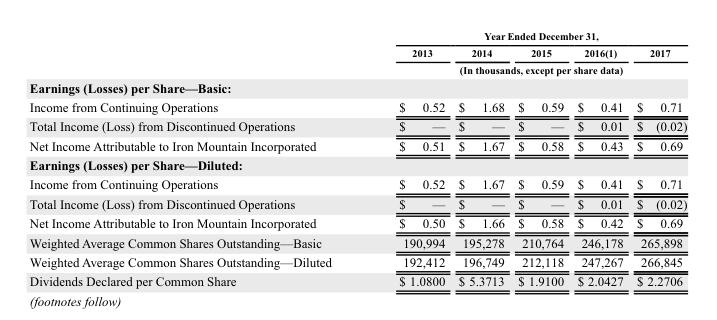 Year Ended December 31,
2013 2014 2015 2016(1) 2017
(In thousands, except per share data)
Earnings (Losses) per Share—Basic:
Income from Continuing Operations $ 0.52 $ 1.68 $ 0.59 $ 0.41 $ 0.71
Total Income (Loss) from Discontinued Operations $ — $ — $ — $ 0.01 $ (0.02)
Net Income Attributable to Iron Mountain Incorporated $ 0.51 $ 1.67 $ 0.58 $ 0.43 $ 0.69
Earnings (Losses) per Share—Diluted:
Income from Continuing Operations $ 0.52 $ 1.67 $ 0.59 $ 0.41 $ 0.71
Total Income (Loss) from Discontinued Operations $ — $ — $ — $ 0.01 $ (0.02)
Net Income Attributable to Iron Mountain Incorporated $ 0.50 $ 1.66 $ 0.58 $ 0.42 $ 0.69
Weighted Average Common Shares Outstanding—Basic 190,994 195,278 210,764 246,178 265,898
Weighted Average Common Shares Outstanding—Diluted 192,412 196,749 212,118 247,267 266,845
Dividends Declared per Common Share $ 1.0800 $ 5.3713 $ 1.9100 $ 2.0427 $ 2.2706
(footnotes follow)